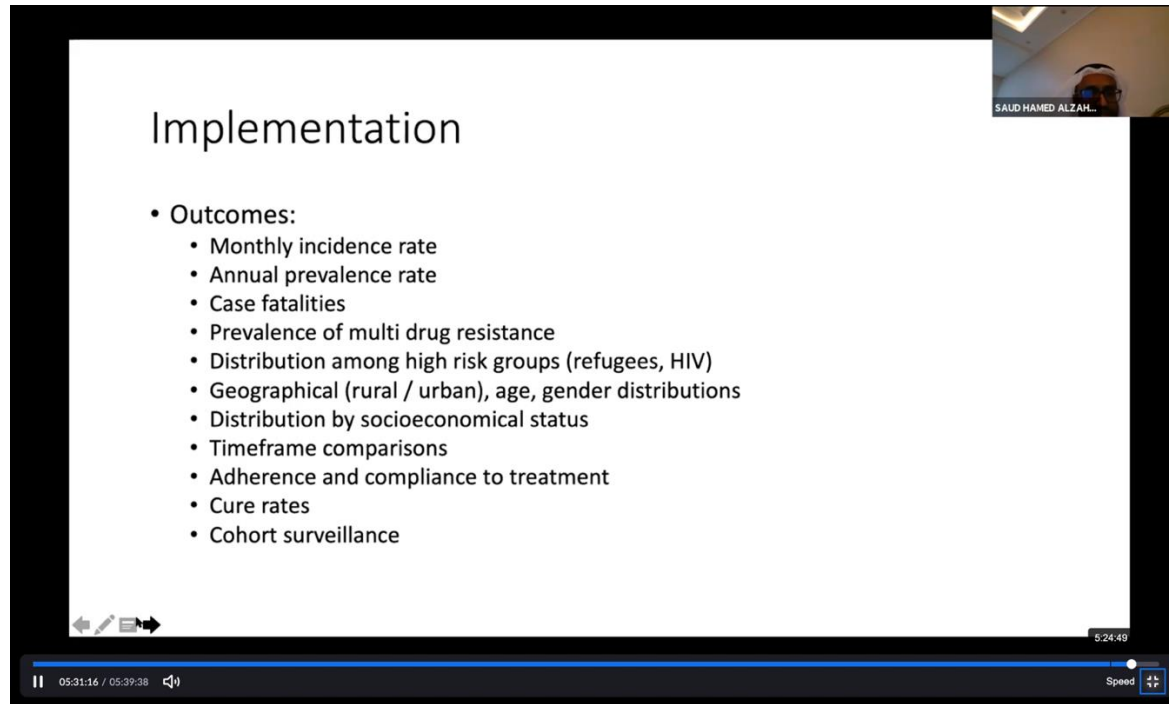 SAUD HAMED ALZAH...
Implementation
• Outcomes:
• Monthly incidence rate
• Annual prevalence rate
• Case fatalities
• Prevalence of multi drug resistance
• Distribution among high risk groups (refugees, HIV)
• Geographical (rural / urban), age, gender distributions
• Distribution by socioeconomical status
• Timeframe comparisons
• Adherence and compliance to treatment
• Cure rates
• Cohort surveillance
5:24:49
05:31:16 / 05:39:38
Speed